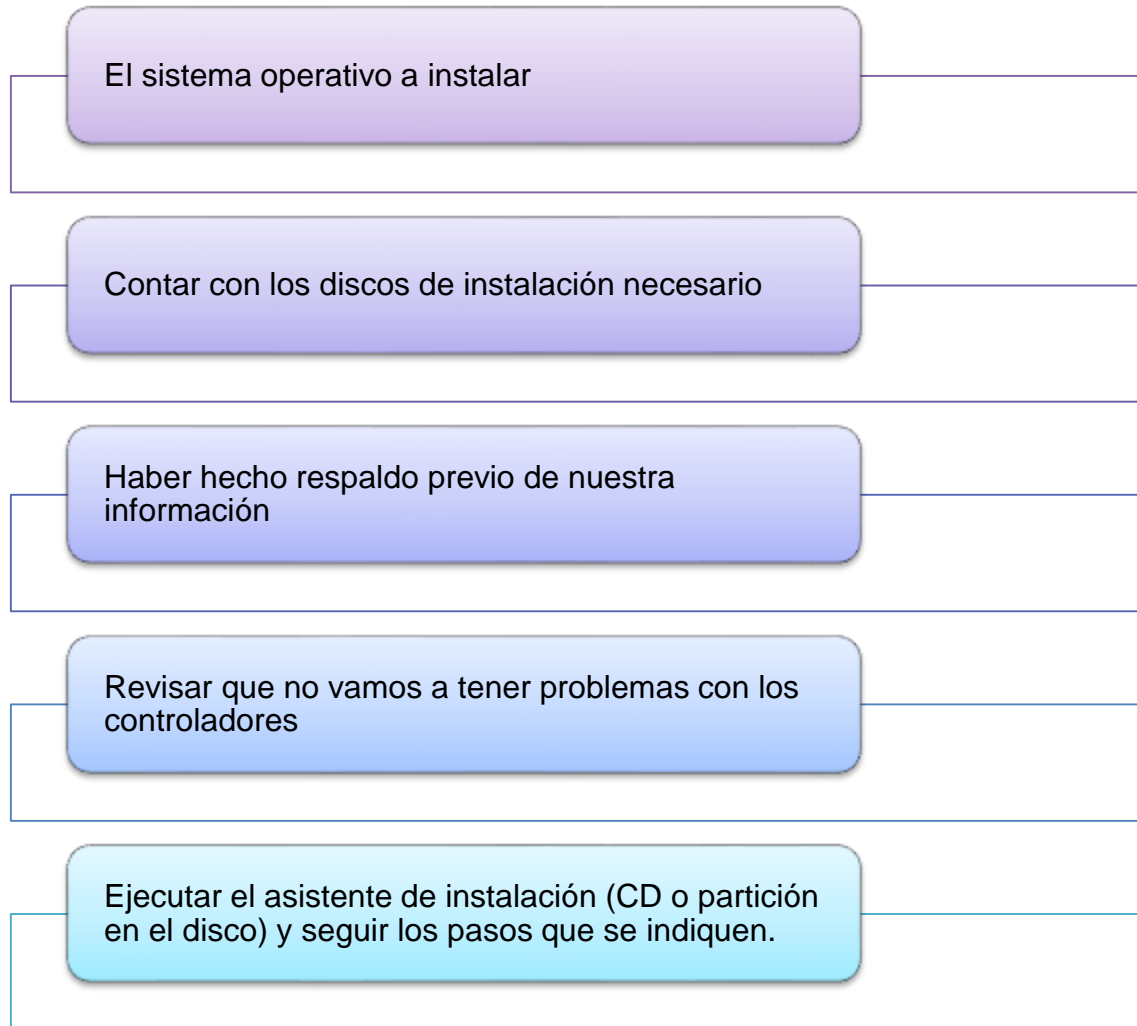 El sistema operativo a instalar
Contar con los discos de instalación necesario
Haber hecho respaldo previo de nuestra
información
Revisar que no vamos a tener problemas con los
controladores
Ejecutar el asistente de instalación (CD o partición
en el disco) y seguir los pasos que se indiquen.